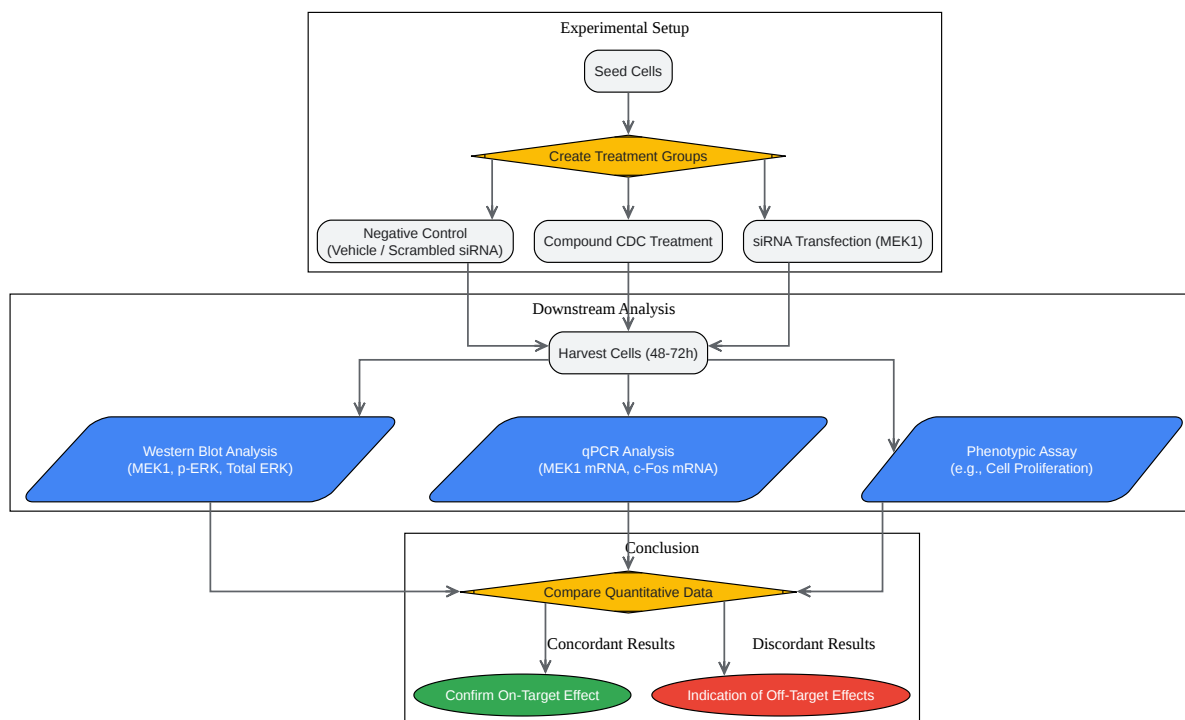 Experimental Setup
Seed Cells
Create Treatment Groups
Negative Control
(Vehicle / Scrambled siRNA)
Compound CDC Treatment
siRNA Transfection (MEK1)
Downstream Analysis
Harvest Cells (48-72h)
Western Blot Analysis
(MEK1, p-ERK, Total ERK)
qPCR Analysis
(MEK1 mRNA, c-Fos mRNA)
Phenotypic Assay
(e.g., Cell Proliferation)
Conclusion
Compare Quantitative Data
Concordant Results
Discordant Results
Confirm On-Target Effect
Indication of Off-Target Effects